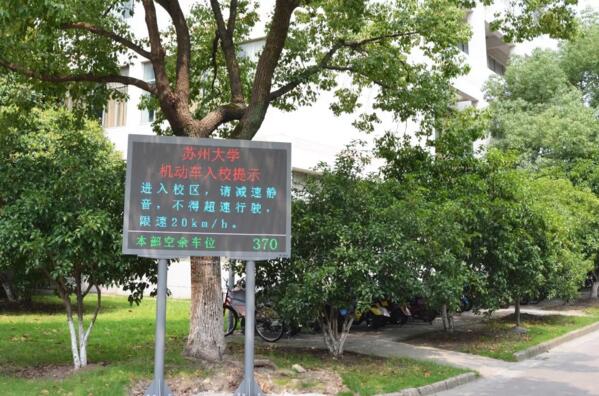 苏州大学
机动车入校提示
进入校区，请减速静
音，不得超速行驶，
限速20km/h。
本部空余车位 370